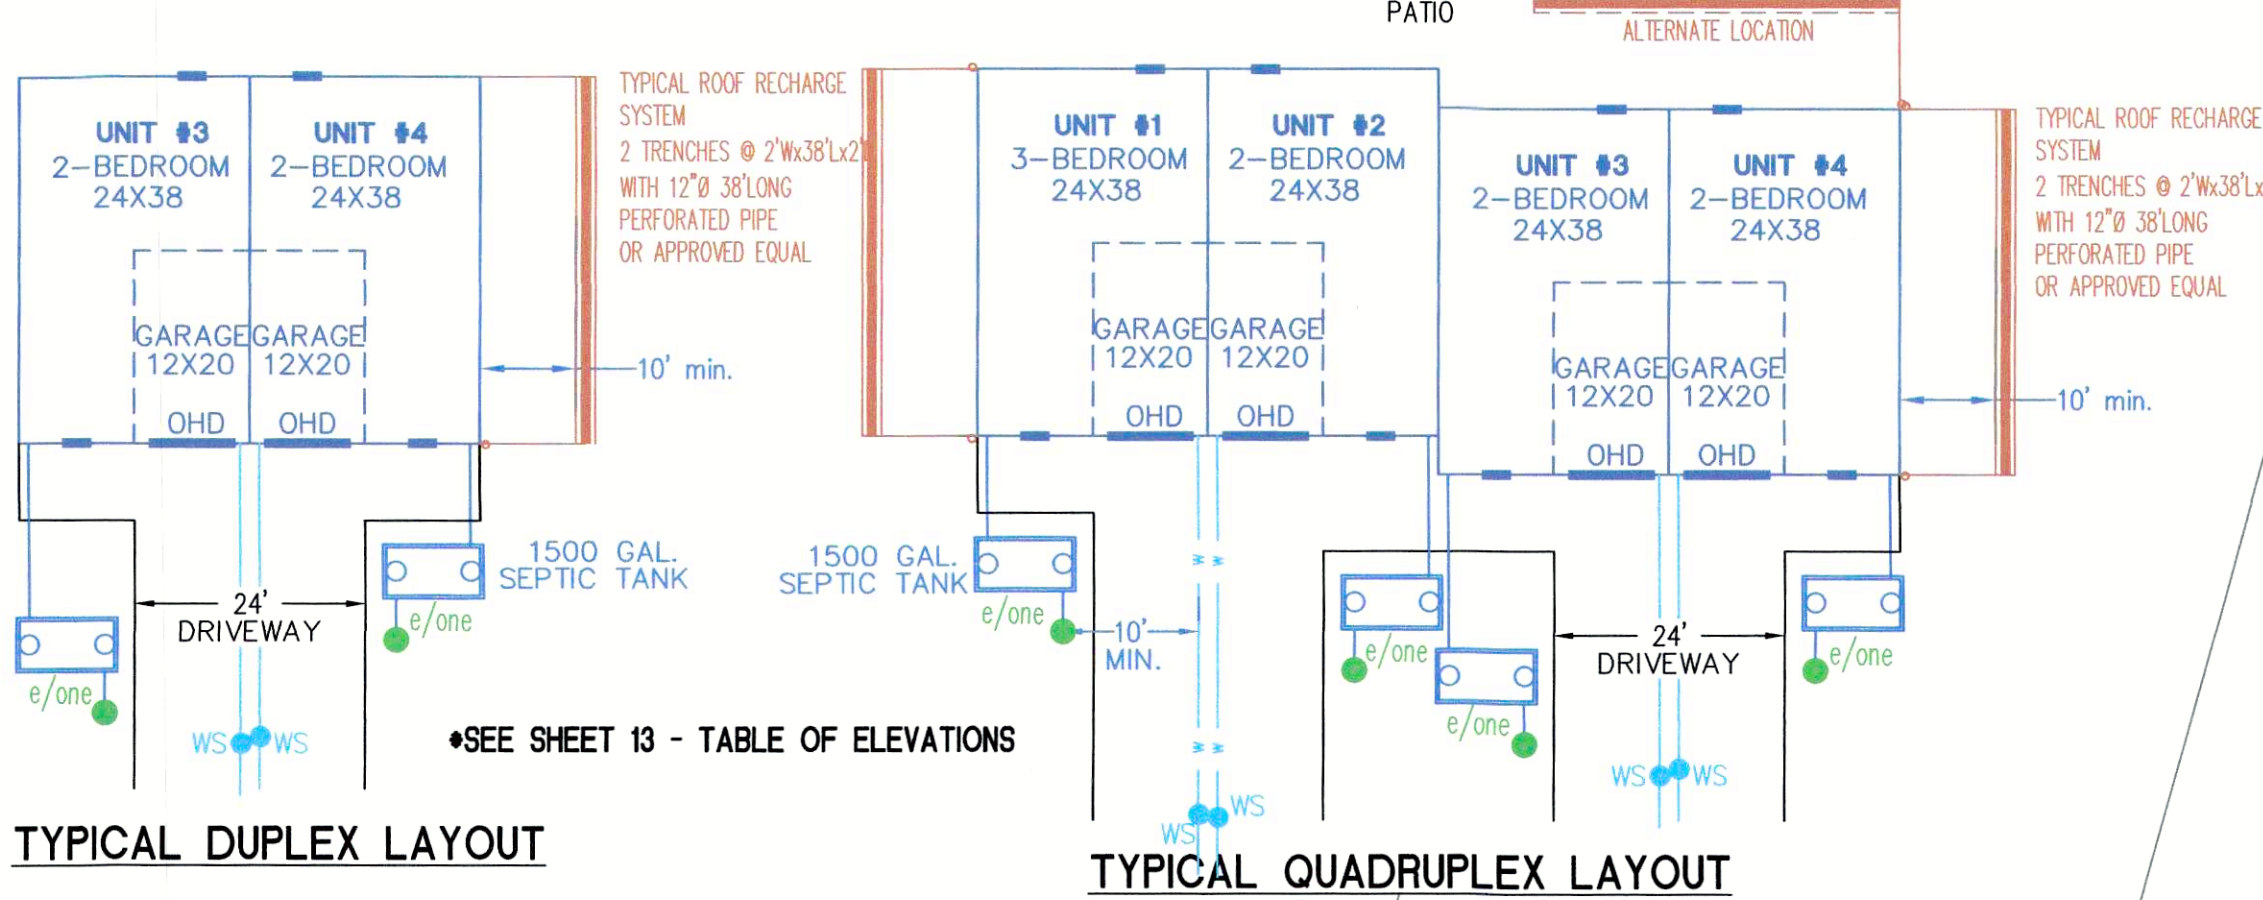 PATIO
ALTERNATE LOCATION
UNIT #3
2-BEDROOM
24X38
UNIT #4
2-BEDROOM
24X38
GARAGE
12X20
GARAGE
12X20
OHD
OHD
TYPICAL ROOF RECHARGE
SYSTEM
2 TRENCHES @ 2'Wx38'Lx2'
WITH 12"Ø 38'LONG
PERFORATED PIPE
OR APPROVED EQUAL
10' min.
1500 GAL.
SEPTIC TANK
e/one
e/one
24'
DRIVEWAY
WS
WS
*SEE SHEET 13 - TABLE OF ELEVATIONS
TYPICAL DUPLEX LAYOUT
UNIT #1
3-BEDROOM
24X38
UNIT #2
2-BEDROOM
24X38
GARAGE
12X20
GARAGE
12X20
OHD
OHD
UNIT #3
2-BEDROOM
24X38
UNIT #4
2-BEDROOM
24X38
GARAGE
12X20
GARAGE
12X20
OHD
OHD
TYPICAL ROOF RECHARGE
SYSTEM
2 TRENCHES @ 2'Wx38'Lx
WITH 12"Ø 38'LONG
PERFORATED PIPE
OR APPROVED EQUAL
10' min.
1500 GAL.
SEPTIC TANK
e/one
10'
MIN.
W W
W W
e/one
e/one
24'
DRIVEWAY
e/one
WS
WS
WS
WS
TYPICAL QUADRUPLEX LAYOUT